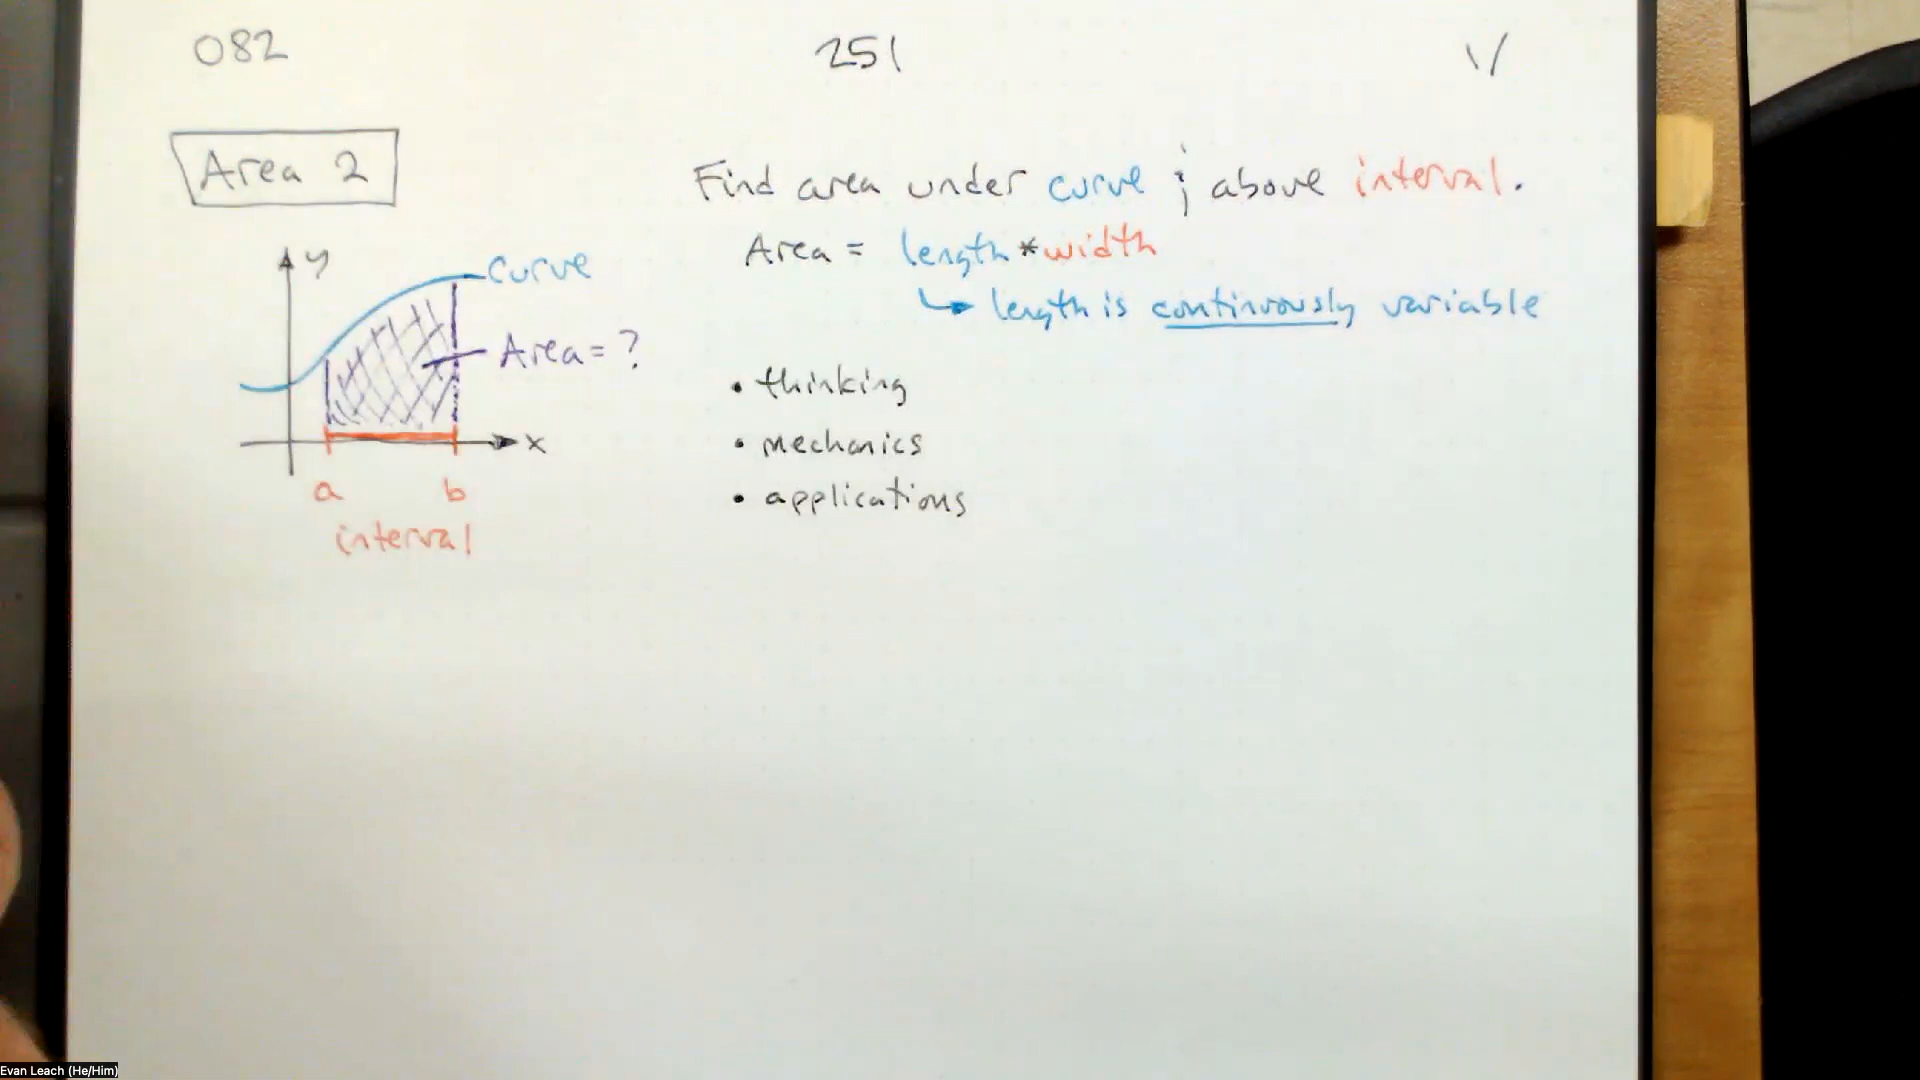 082 251 1/
Area 2
Find area under curve & above interval.
Area = length * width
↳ length is continuously variable
• thinking
• mechanics
• applications
y
curve
Area = ?
x
a b
interval
Evan Leach (He/Him)